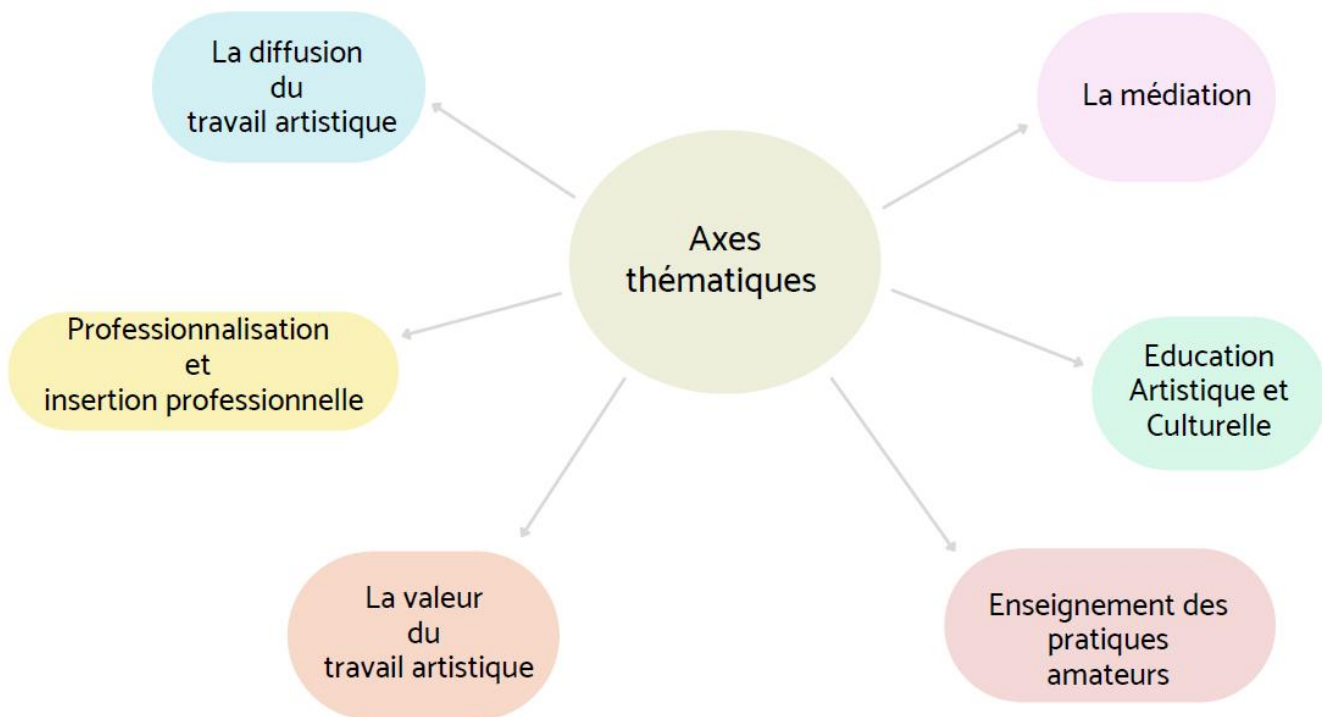 La diffusion
du
travail artistique
La médiation
Axes
thématiques
Professionnalisation
et
insertion professionnelle
Education
Artistique et
Culturelle
La valeur
du
travail artistique
Enseignement des
pratiques
amateurs